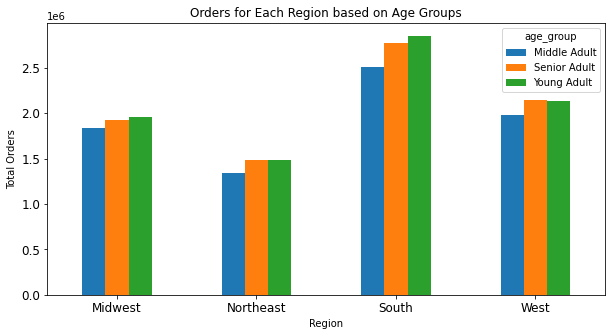 Orders for Each Region based on Age Groups
1e6
age_group
Middle Adult
Senior Adult
Young Adult
2.5
2.0
1.5
1.0
0.5
0.0
Total Orders
Midwest Northeast South West
Region